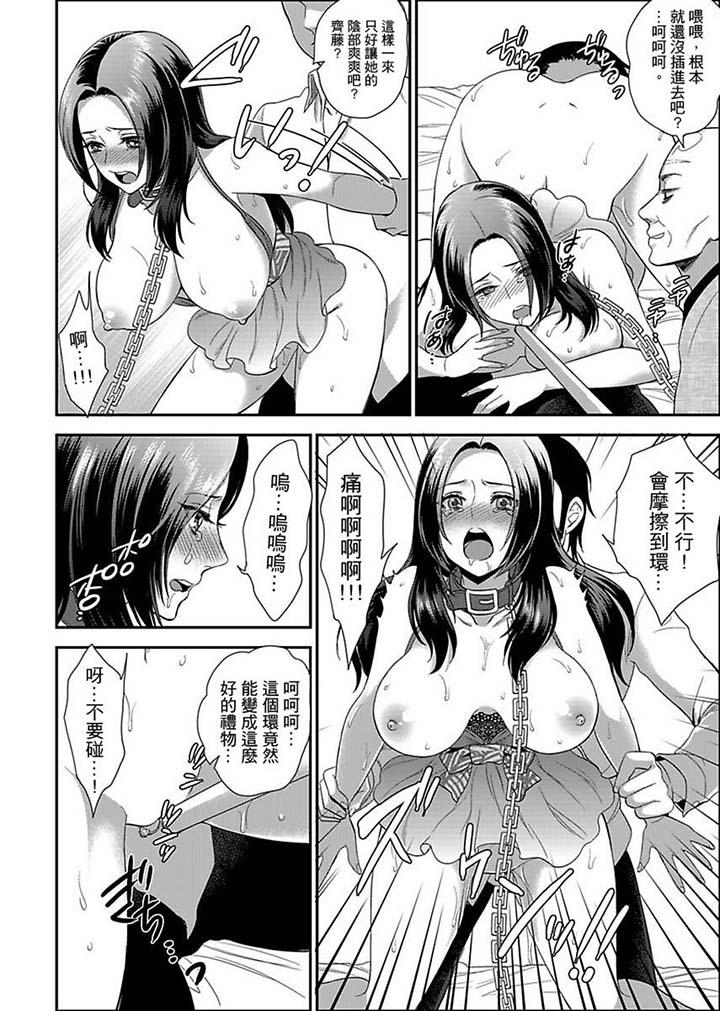 喂喂，根本
就還沒插進去吧？
…呵呵呵。
這樣一來
只好讓她的
陰部爽爽吧？
齊藤？
啊…!!!
不…不行！
會摩擦到環…
痛啊啊啊啊!!!
嗚…嗚嗚嗚…
呵呵呵…
這個環竟然
能變成這麼
好的禮物…
呀…不要碰…！